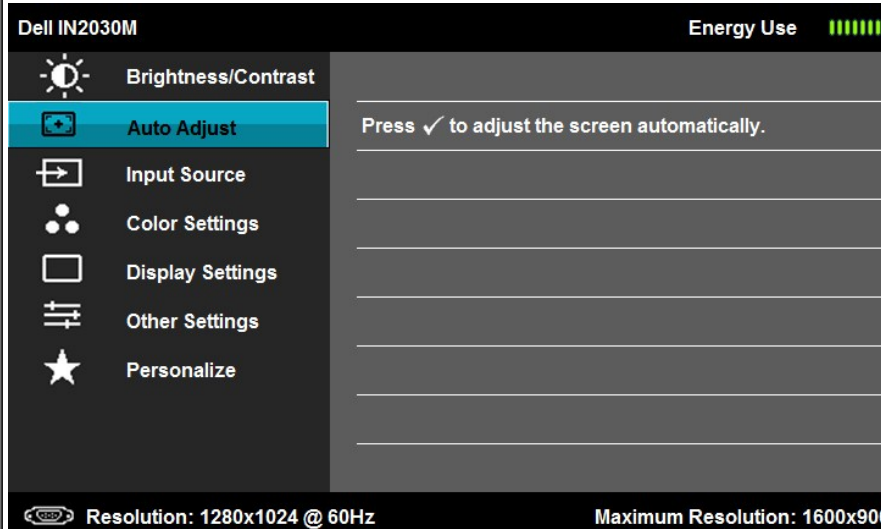 Dell IN2030M
Energy Use
Brightness/Contrast
Auto Adjust
Press ✓ to adjust the screen automatically.
Input Source
Color Settings
Display Settings
Other Settings
Personalize
Resolution: 1280x1024 @ 60Hz
Maximum Resolution: 1600x900